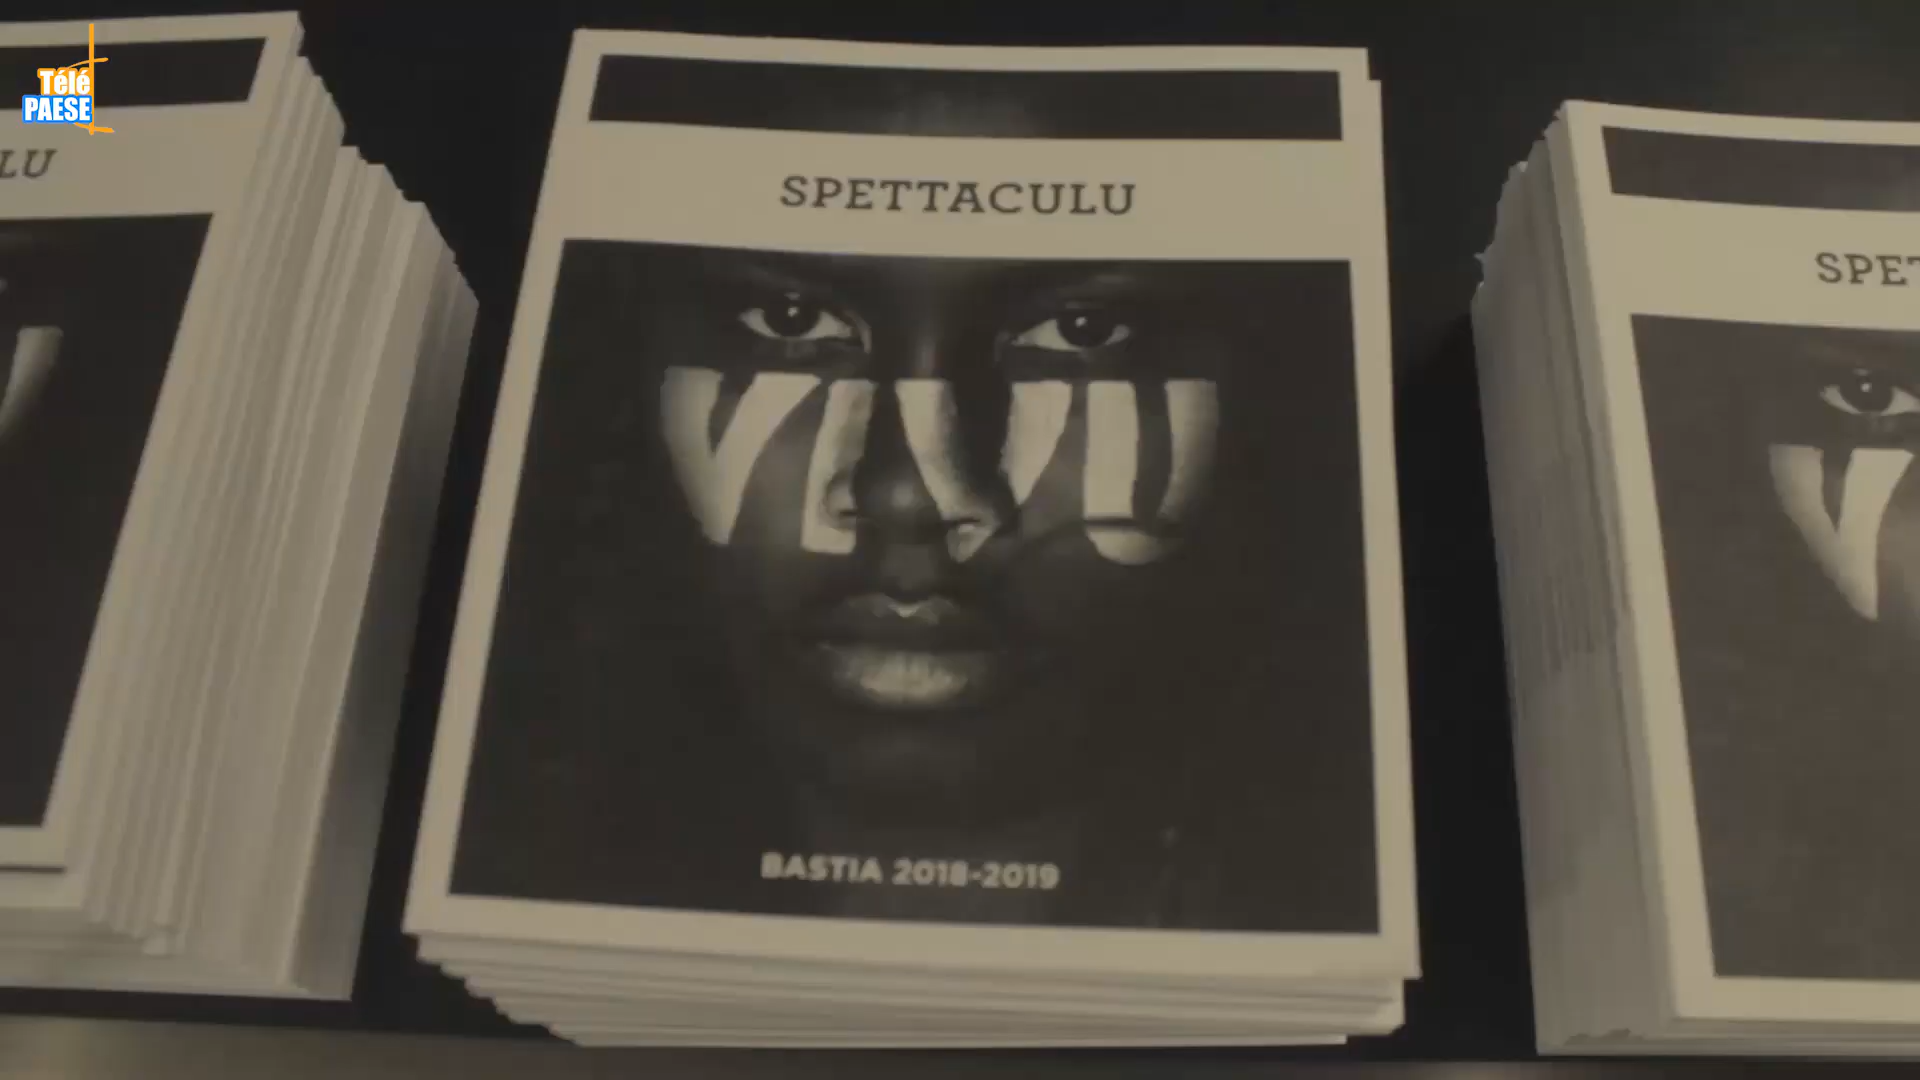 Télé
PAESE
LU
SPETTACULU
VIVU
BASTIA 2018-2019
SPET
V